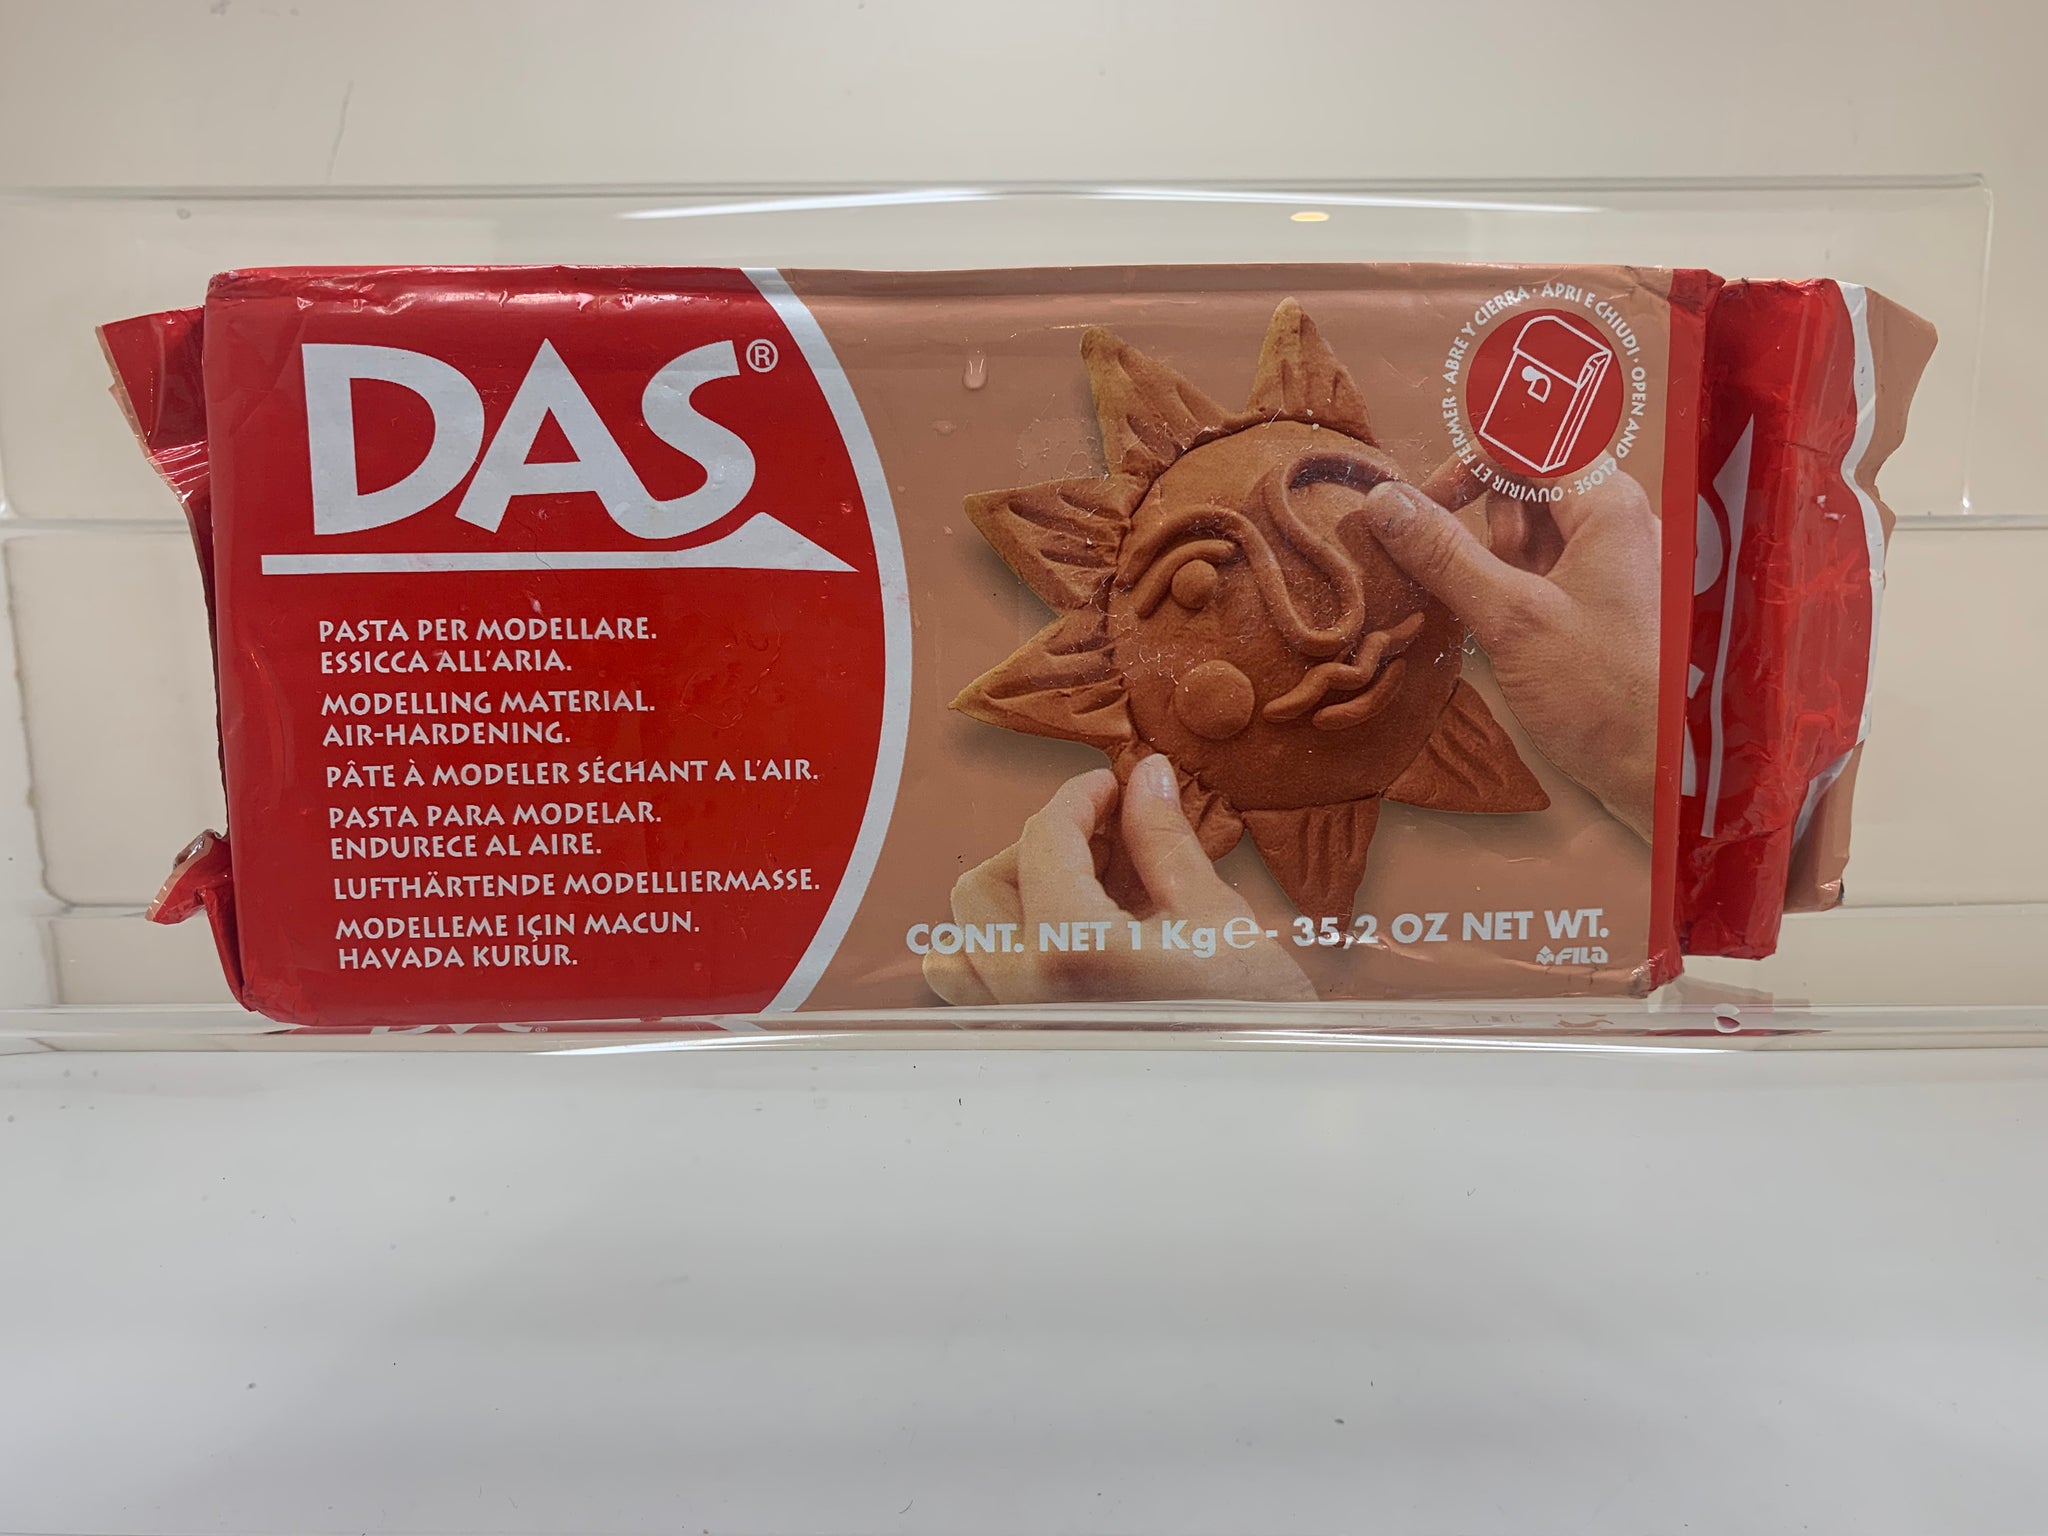 DAS®
PASTA PER MODELLARE.
ESSICCA ALL'ARIA.
MODELLING MATERIAL.
AIR-HARDENING.
PÂTE À MODELER SÉCHANT A L'AIR.
PASTA PARA MODELAR.
ENDURECE AL AIRE.
LUFTHÄRTENDE MODELLIERMASSE.
MODELLEME IÇIN MACUN.
HAVADA KURUR.
ABRE Y CIERRA · APRI E CHIUDI · OPEN AND CLOSE · OUVIRIR ET FERMER ·
CONT. NET 1 Kg e - 35,2 OZ NET WT.
FILA